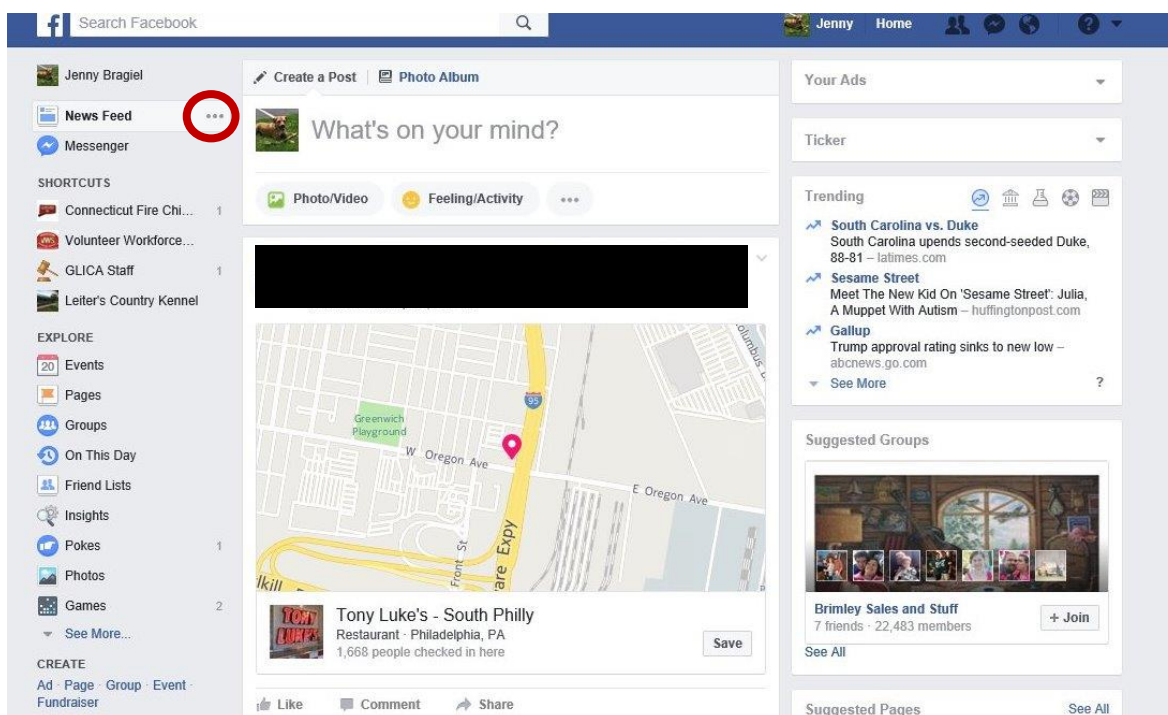 f Search Facebook
Jenny Home
Jenny Bragiel
News Feed
Messenger
SHORTCUTS
Connecticut Fire Chi... 1
Volunteer Workforce...
GLICA Staff 1
Leiter's Country Kennel
EXPLORE
20 Events
Pages
Groups
On This Day
Friend Lists
Insights
Pokes 1
Photos
Games 2
See More...
CREATE
Ad · Page · Group · Event ·
Fundraiser
Create a Post Photo Album
What's on your mind?
Photo/Video Feeling/Activity
95
Greenwich
Playground
W Oregon Ave
E Oregon Ave
Front St
Tony Luke's - South Philly
Restaurant · Philadelphia, PA
1,668 people checked in here
Save
TONY
LUKE'S
Like Comment Share
Your Ads
Ticker
Trending
South Carolina vs. Duke
South Carolina upends second-seeded Duke,
88-81 – latimes.com
Sesame Street
Meet The New Kid On 'Sesame Street': Julia,
A Muppet With Autism – huffingtonpost.com
Gallup
Trump approval rating sinks to new low –
abcnews.go.com
See More ?
Suggested Groups
Brimley Sales and Stuff
7 friends · 22,483 members
+ Join
See All
Suggested Pages See All